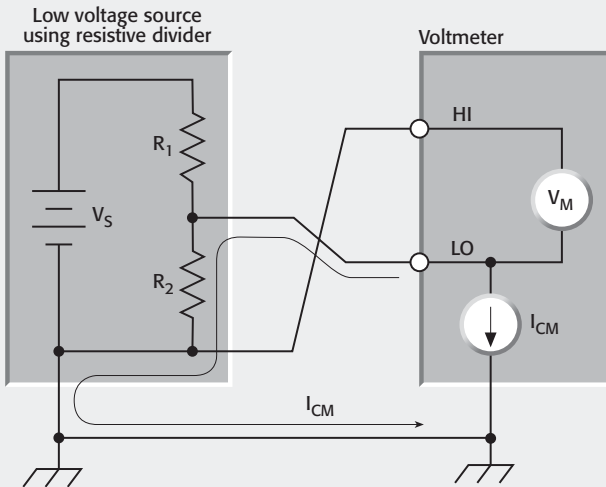 Low voltage source
using resistive divider
Voltmeter
HI
R1
VM
VS
LO
R2
ICM
ICM